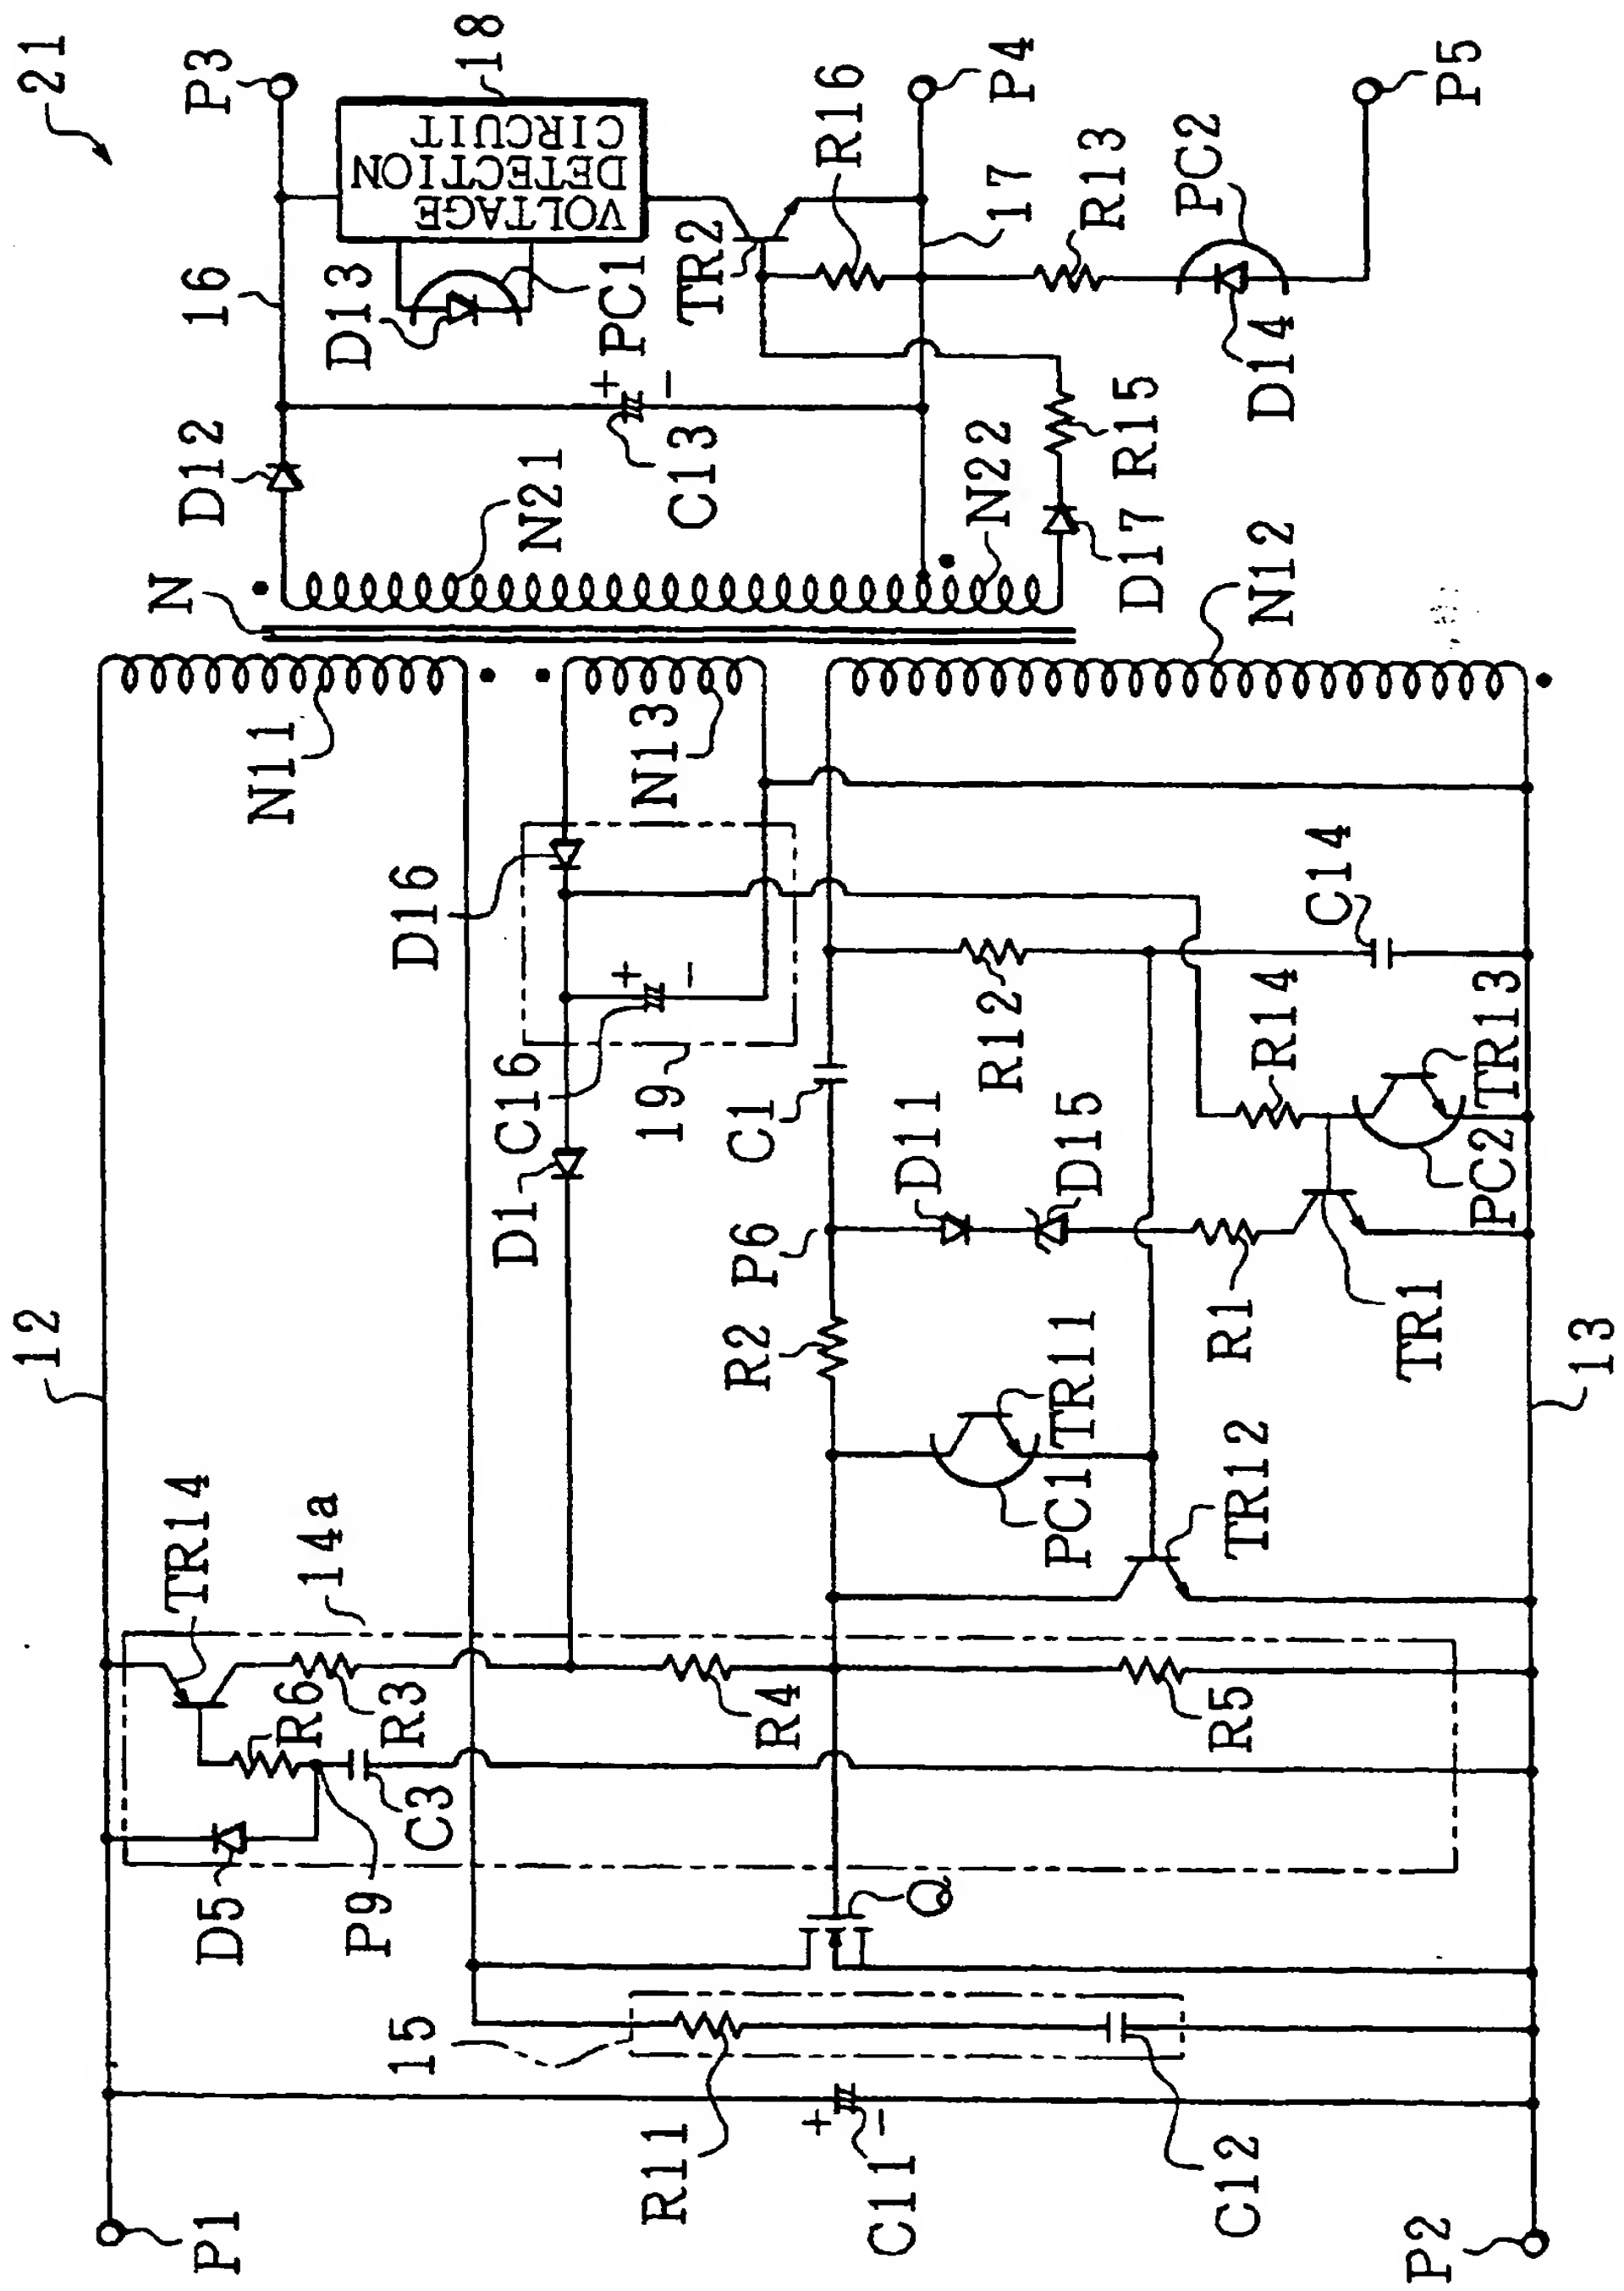 21
P3
18
P4
P5
VOLTAGE
DETECTION
CIRCUIT
R16
16
D13
PC1
TR2
17
R13
PC2
D14
+
−
C13
D12
N21
N22
R15
D17
N
N12
N11
N13
D16
C16
+
−
19
C1
R12
C14
R14
TR13
PC2
D1
P6
D11
D15
R1
TR1
13
12
R2
TR11
PC1
TR12
TR14
14a
R6
R3
R4
R5
C3
D5
P9
Q
15
R11
+
−
C11
C12
P1
P2